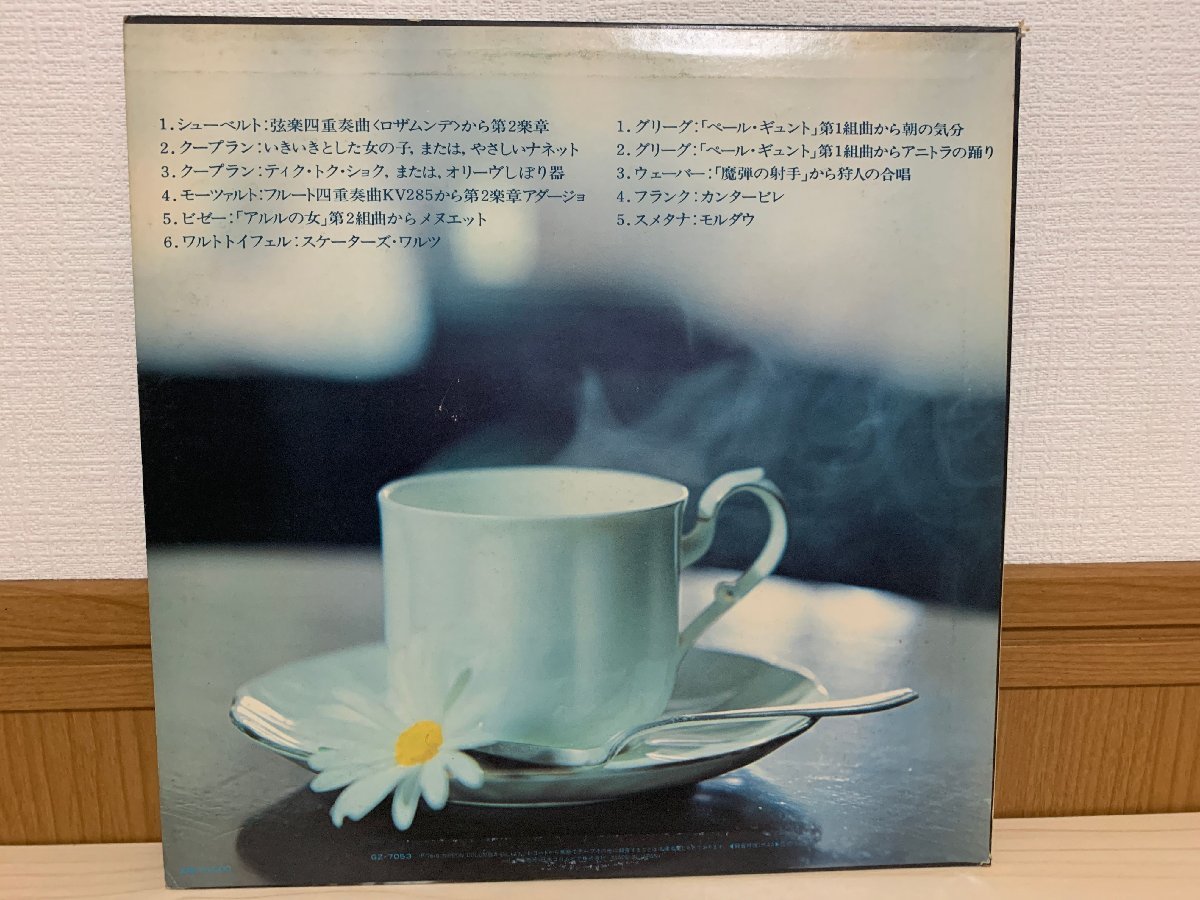 1. シューベルト:弦楽四重奏曲〈ロザムンデ〉から第2楽章
2. クープラン:いきいきとした女の子, または, やさしいナネット
3. クープラン:ティク・トク・ショク, または, オリーヴしぼり器
4. モーツァルト:フルート四重奏曲KV285から第2楽章アダージョ
5. ビゼー:「アルルの女」第2組曲からメヌエット
6. ワルトトイフェル:スケーターズ・ワルツ
1. グリーグ:「ペール・ギュント」第1組曲から朝の気分
2. グリーグ:「ペール・ギュント」第1組曲からアニトラの踊り
3. ウェーバー:「魔弾の射手」から狩人の合唱
4. フランク:カンタービレ
5. スメタナ:モルダウ
GZ-7053